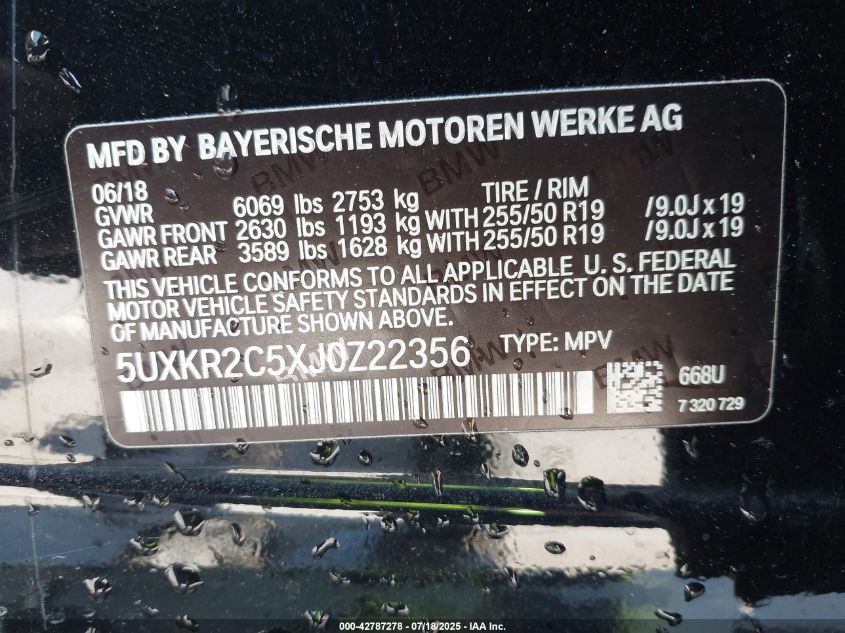 MFD BY BAYERISCHE MOTOREN WERKE AG
06/18 TIRE / RIM
GVWR 6069 lbs 2753 kg
GAWR FRONT 2630 lbs 1193 kg WITH 255/50 R19 /9.0J x 19
GAWR REAR 3589 lbs 1628 kg WITH 255/50 R19 /9.0J x 19
THIS VEHICLE CONFORMS TO ALL APPLICABLE U. S. FEDERAL
MOTOR VEHICLE SAFETY STANDARDS IN EFFECT ON THE DATE
OF MANUFACTURE SHOWN ABOVE.
5UXKR2C5XJ0Z22356 TYPE: MPV
668U
7 320 729
000-42787278 - 07/18/2025 - IAA Inc.